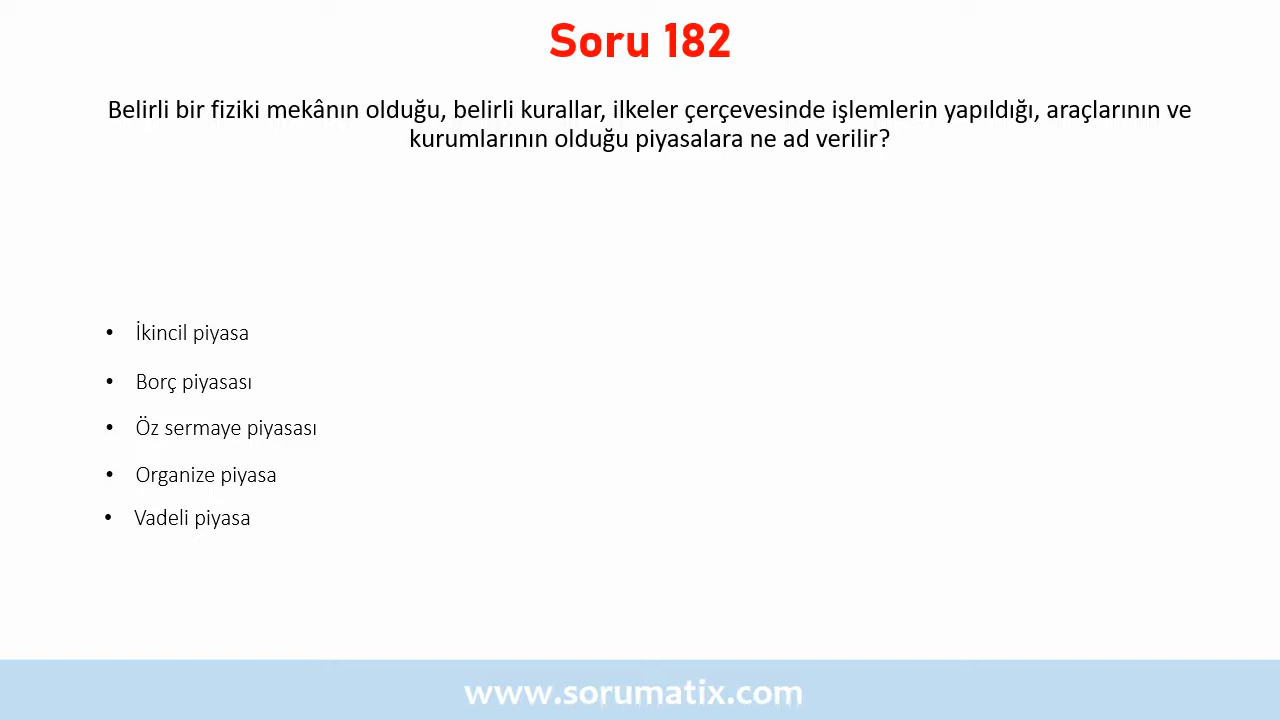 Soru 182
Belirli bir fiziki mekânın olduğu, belirli kurallar, ilkeler çerçevesinde işlemlerin yapıldığı, araçlarının ve
kurumlarının olduğu piyasalara ne ad verilir?
• İkincil piyasa
• Borç piyasası
• Öz sermaye piyasası
• Organize piyasa
• Vadeli piyasa
www.sorumatix.com